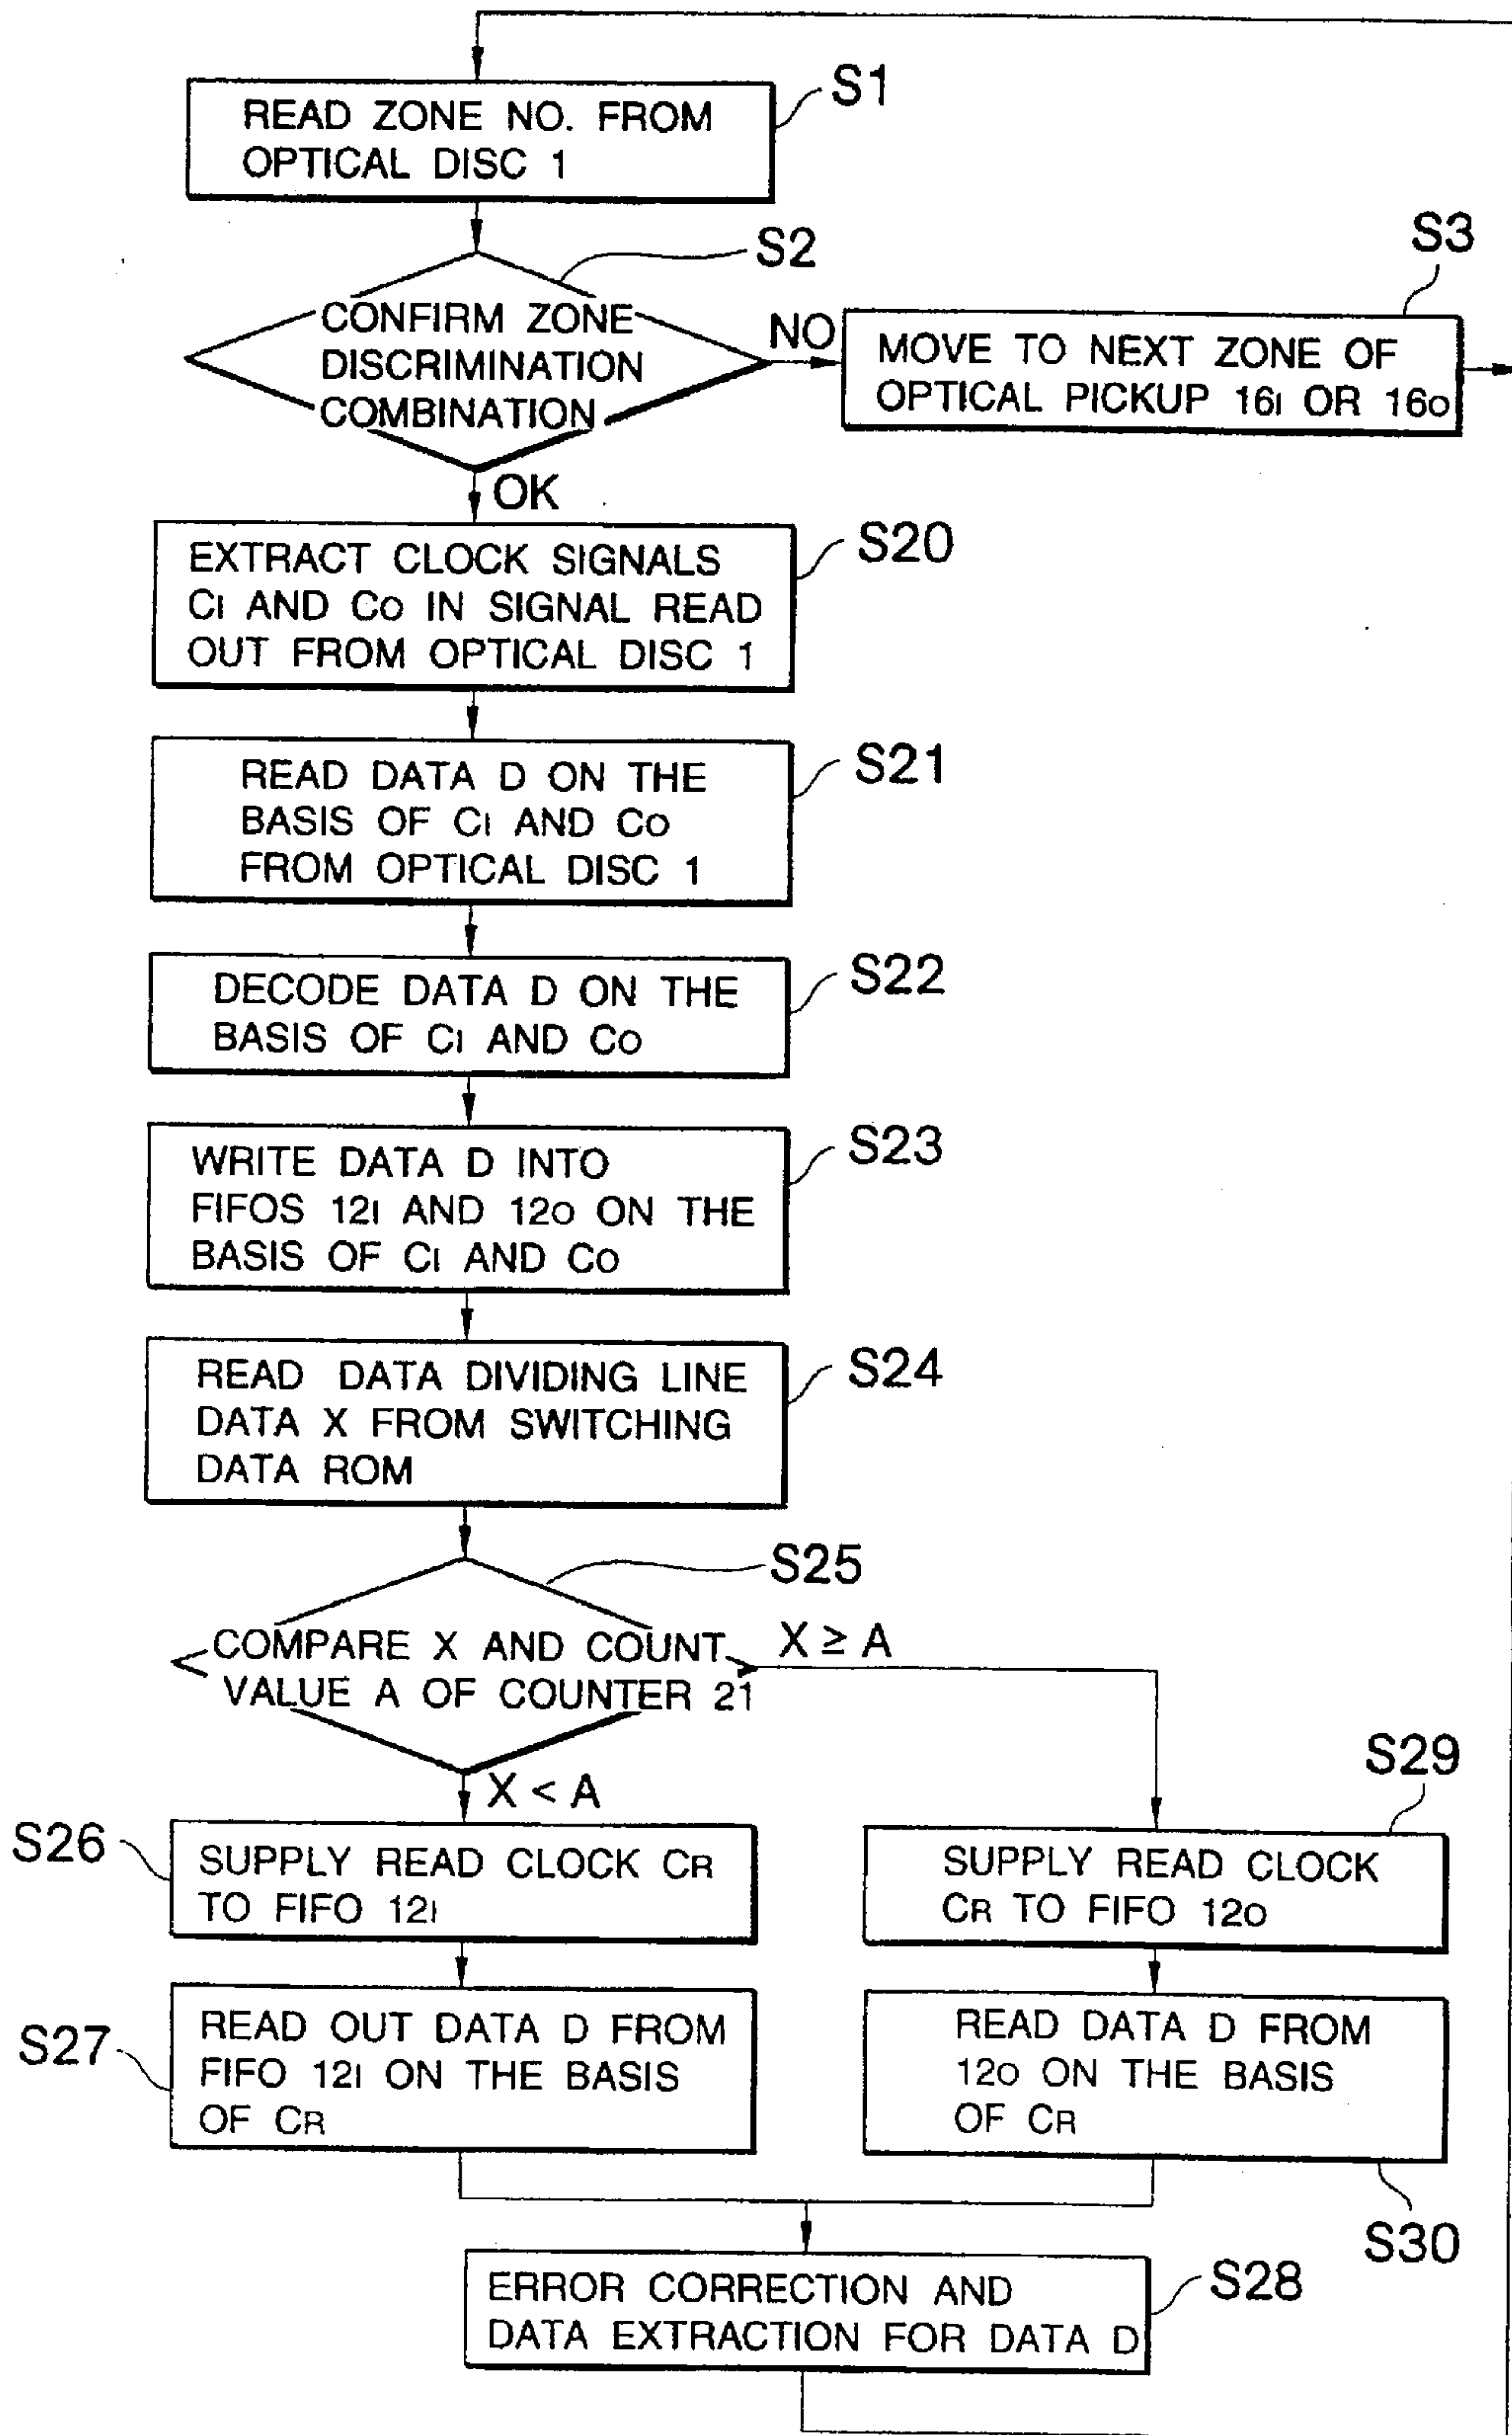 S1
READ ZONE NO. FROM
OPTICAL DISC 1
S2
CONFIRM ZONE
DISCRIMINATION
COMBINATION
NO
S3
MOVE TO NEXT ZONE OF
OPTICAL PICKUP 16I OR 16O
OK
S20
EXTRACT CLOCK SIGNALS
CI AND CO IN SIGNAL READ
OUT FROM OPTICAL DISC 1
S21
READ DATA D ON THE
BASIS OF CI AND CO
FROM OPTICAL DISC 1
S22
DECODE DATA D ON THE
BASIS OF CI AND CO
S23
WRITE DATA D INTO
FIFOS 12I AND 12O ON THE
BASIS OF CI AND CO
S24
READ DATA DIVIDING LINE
DATA X FROM SWITCHING
DATA ROM
S25
COMPARE X AND COUNT
VALUE A OF COUNTER 21
X ≥ A
X < A
S26
SUPPLY READ CLOCK CR
TO FIFO 12I
S29
SUPPLY READ CLOCK
CR TO FIFO 12O
S27
READ OUT DATA D FROM
FIFO 12I ON THE BASIS
OF CR
READ DATA D FROM
12O ON THE BASIS
OF CR
S30
S28
ERROR CORRECTION AND
DATA EXTRACTION FOR DATA D